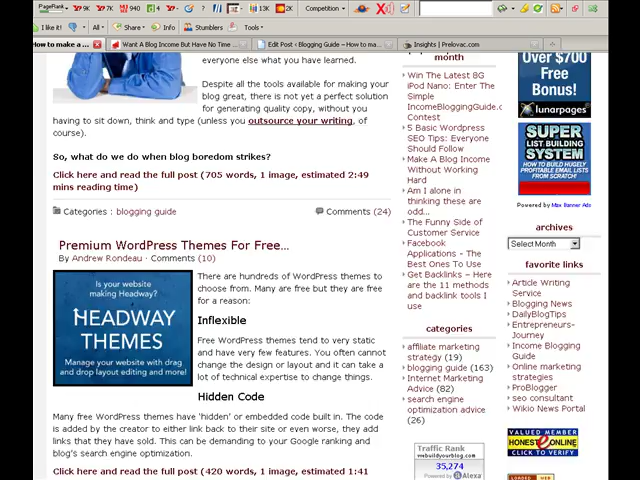 PageRank
9K
7K
940
4
13K
2K
Competition
I like it!
Share
Info
Stumblers
Tools
How to make a ...
Want A Blog Income But Have No Time ...
Edit Post ‹ Blogging Guide — How to ma...
Insights | Prelovac.com
everyone else what you have learned.
Despite all the tools available for making your
blog great, there is not yet a perfect solution
for generating quality copy, without you
having to sit down, think and type (unless you outsource your writing, of
course).
So, what do we do when blog boredom strikes?
Click here and read the full post (705 words, 1 image, estimated 2:49
mins reading time)
Categories : blogging guide
Comments (24)
Premium WordPress Themes For Free...
By Andrew Rondeau · Comments (10)
Is your website
making Headway?
HEADWAY
THEMES
Manage your website with drag
and drop layout editing and more!
There are hundreds of WordPress themes to
choose from. Many are free but they are free
for a reason:
Inflexible
Free WordPress themes tend to very static
and have very few features. You often cannot
change the design or layout and it can take a
lot of technical expertise to change things.
Hidden Code
Many free WordPress themes have 'hidden' or embedded code built in. The code
is added by the creator to either link back to their site or even worse, they add
links that they have sold. This can be demanding to your Google ranking and
blog's search engine optimization.
Click here and read the full post (420 words, 1 image, estimated 1:41
month
Win The Latest 8G
iPod Nano: Enter The
Simple
IncomeBloggingGuide.c
Contest
5 Basic Wordpress
SEO Tips: Everyone
Should Follow
Make A Blog Income
Without Working
Hard
Am I alone in
thinking these are
odd...
The Funny Side of
Customer Service
Facebook
Applications - The
Best Ones To Use
Get Backlinks – Here
are the 11 methods
and backlink tools I
use
categories
affiliate marketing
strategy (19)
blogging guide (163)
Internet Marketing
Advice (82)
search engine
optimization advice
(26)
Traffic Rank
webuildyourblog.com
35,274
Powered by Alexa
Over $700
Free
Bonus!
lunarpages
SUPER
LIST BUILDING
SYSTEM
HOW TO BUILD HUGELY
PROFITABLE EMAIL LISTS
FROM SCRATCH!
Powered by Max Banner Ads
archives
Select Month
favorite links
Article Writing
Service
Blogging News
DailyBlogTips
Entrepreneurs-
Journey
Income Blogging
Guide
Online marketing
strategies
ProBlogger
seo consultant
Wikio News Portal
VALUED MEMBER
HONEST ONLINE
CLICK TO VERIFY
LOADED
WEB